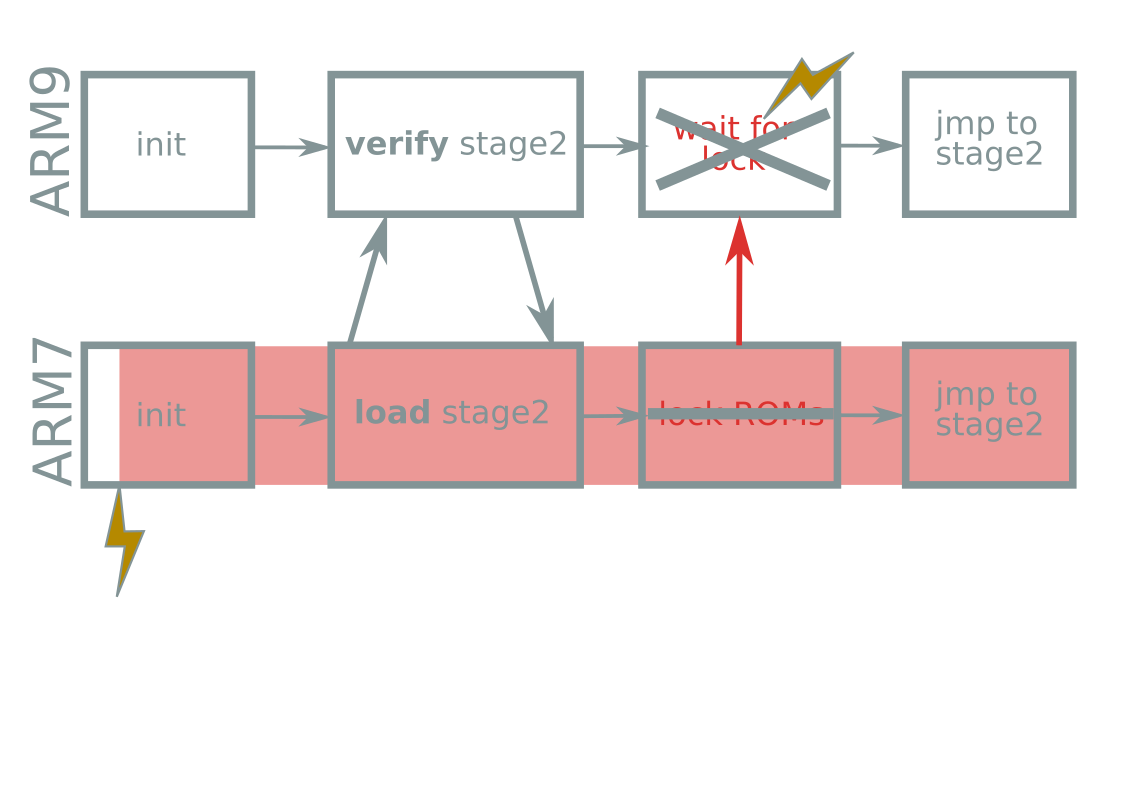 ARM9
init
verify stage2
wait for
lock
jmp to
stage2
ARM7
init
load stage2
lock ROMs
jmp to
stage2